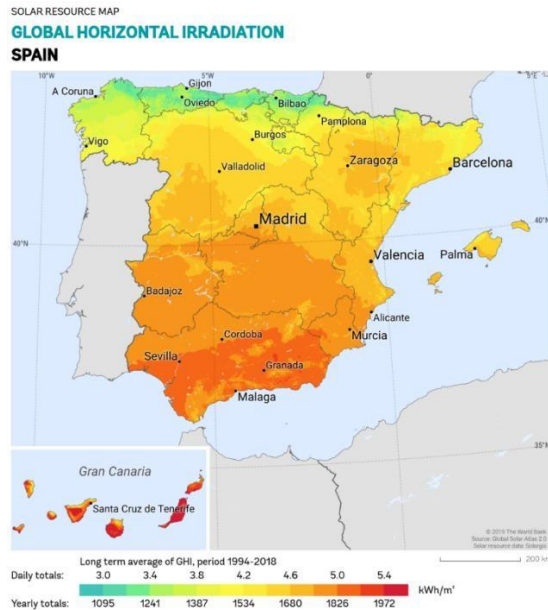 SOLAR RESOURCE MAP
GLOBAL HORIZONTAL IRRADIATION
SPAIN
10°W
5°W
0°
5°E
A Coruna
Gijon
Oviedo
Bilbao
Vigo
Burgos
Pamplona
Valladolid
Zaragoza
Barcelona
Madrid
40°N
40°N
Valencia
Palma
Badajoz
Alicante
Cordoba
Murcia
Sevilla
Granada
Malaga
35°N
Gran Canaria
Santa Cruz de Tenerife
© 2019 The World Bank
Source: Global Solar Atlas 2.0
Solar resource data: Solargis
200 km
Long term average of GHI, period 1994-2018
Daily totals: 3.0 3.4 3.8 4.2 4.6 5.0 5.4 kWh/m²
Yearly totals: 1095 1241 1387 1534 1680 1826 1972